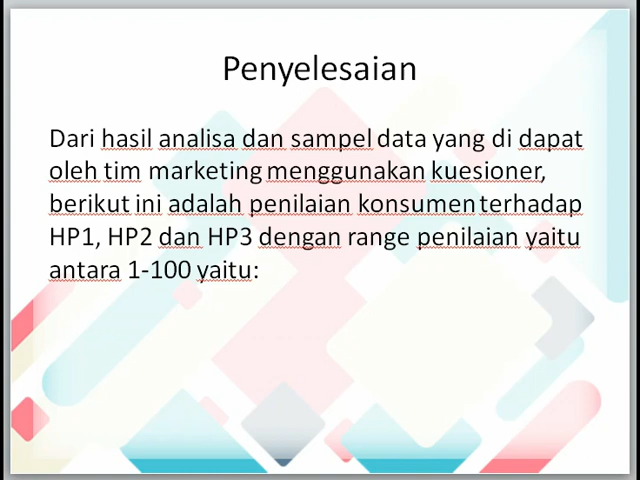 Penyelesaian
Dari hasil analisa dan sampel data yang di dapat
oleh tim marketing menggunakan kuesioner,
berikut ini adalah penilaian konsumen terhadap
HP1, HP2 dan HP3 dengan range penilaian yaitu
antara 1-100 yaitu: